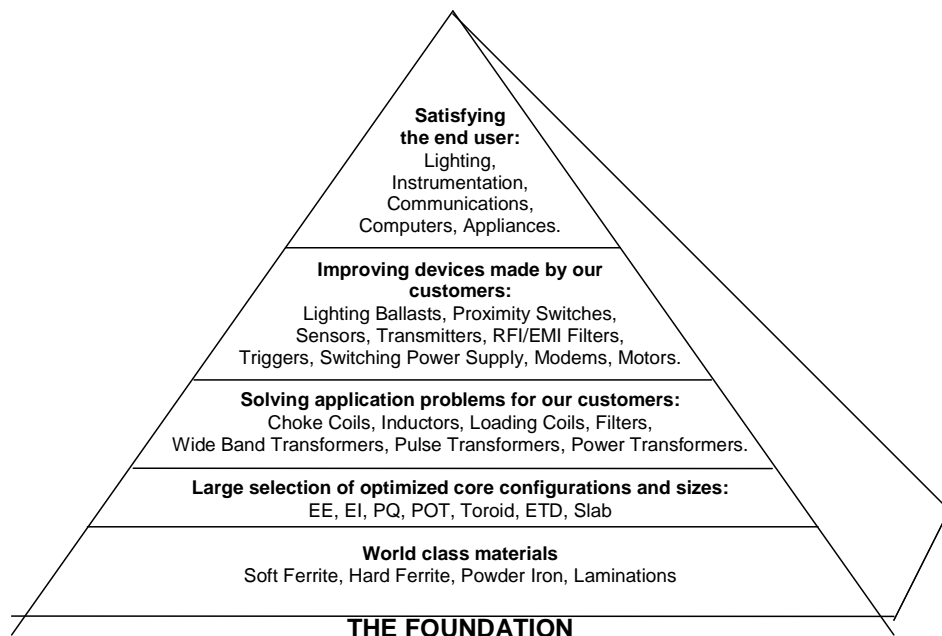 Satisfying
the end user:
Lighting,
Instrumentation,
Communications,
Computers, Appliances.
Improving devices made by our
customers:
Lighting Ballasts, Proximity Switches,
Sensors, Transmitters, RFI/EMI Filters,
Triggers, Switching Power Supply, Modems, Motors.
Solving application problems for our customers:
Choke Coils, Inductors, Loading Coils, Filters,
Wide Band Transformers, Pulse Transformers, Power Transformers.
Large selection of optimized core configurations and sizes:
EE, EI, PQ, POT, Toroid, ETD, Slab
World class materials
Soft Ferrite, Hard Ferrite, Powder Iron, Laminations
THE FOUNDATION